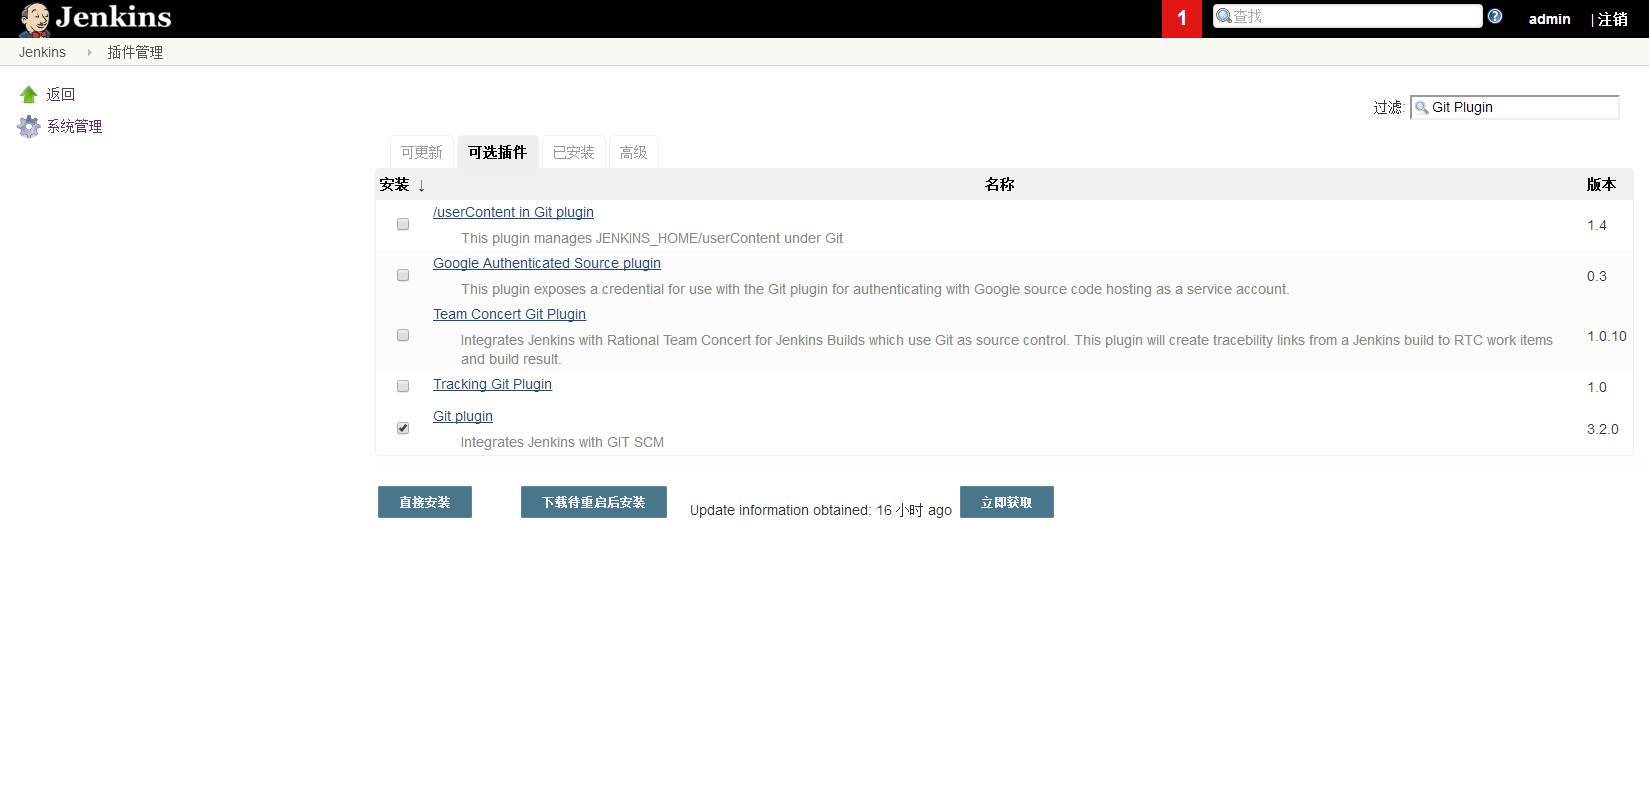 Jenkins
1
查找
admin
| 注销
Jenkins
插件管理
返回
系统管理
过滤:
Git Plugin
可更新
可选插件
已安装
高级
安装 ↓
名称
版本
/userContent in Git plugin
This plugin manages JENKINS_HOME/userContent under Git
1.4
Google Authenticated Source plugin
This plugin exposes a credential for use with the Git plugin for authenticating with Google source code hosting as a service account.
0.3
Team Concert Git Plugin
Integrates Jenkins with Rational Team Concert for Jenkins Builds which use Git as source control. This plugin will create tracebility links from a Jenkins build to RTC work items
and build result.
1.0.10
Tracking Git Plugin
1.0
Git plugin
Integrates Jenkins with GIT SCM
3.2.0
直接安装
下载待重启后安装
Update information obtained: 16 小时 ago
立即获取